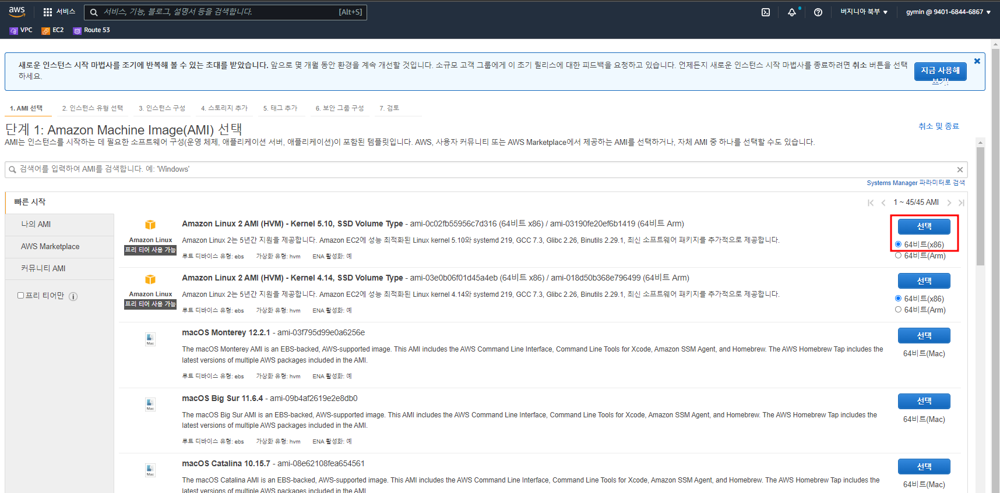 aws
서비스
서비스, 기능, 블로그, 설명서 등을 검색합니다.
[Alt+S]
버지니아 북부 ▼
gymin @ 9401-6844-6867 ▼
VPC
EC2
Route 53
새로운 인스턴스 시작 마법사를 조기에 반복해 볼 수 있는 초대를 받았습니다. 앞으로 몇 개월 동안 환경을 계속 개선할 것입니다. 소규모 고객 그룹에게 이 초기 릴리스에 대한 피드백을 요청하고 있습니다. 언제든지 새로운 인스턴스 시작 마법사를 종료하려면 취소 버튼을 선택
하세요.
지금 사용해
보기!
1. AMI 선택
2. 인스턴스 유형 선택
3. 인스턴스 구성
4. 스토리지 추가
5. 태그 추가
6. 보안 그룹 구성
7. 검토
단계 1: Amazon Machine Image(AMI) 선택
취소 및 종료
AMI는 인스턴스를 시작하는 데 필요한 소프트웨어 구성(운영 체제, 애플리케이션 서버, 애플리케이션)이 포함된 템플릿입니다. AWS, 사용자 커뮤니티 또는 AWS Marketplace에서 제공하는 AMI를 선택하거나, 자체 AMI 중 하나를 선택할 수도 있습니다.
검색어를 입력하여 AMI를 검색합니다. 예: 'Windows'
Systems Manager 파라미터로 검색
빠른 시작
1 ~ 45/45 AMI
나의 AMI
AWS Marketplace
커뮤니티 AMI
프리 티어만
Amazon Linux
프리 티어 사용 가능
Amazon Linux 2 AMI (HVM) - Kernel 5.10, SSD Volume Type - ami-0c02fb55956c7d316 (64비트 x86) / ami-03190fe20ef6b1419 (64비트 Arm)
Amazon Linux 2는 5년간 지원을 제공합니다. Amazon EC2에 성능 최적화된 Linux kernel 5.10와 systemd 219, GCC 7.3, Glibc 2.26, Binutils 2.29.1, 최신 소프트웨어 패키지를 추가적으로 제공합니다.
루트 디바이스 유형: ebs 가상화 유형: hvm ENA 활성화: 예
선택
64비트(x86)
64비트(Arm)
Amazon Linux
프리 티어 사용 가능
Amazon Linux 2 AMI (HVM) - Kernel 4.14, SSD Volume Type - ami-03e0b06f01d45a4eb (64비트 x86) / ami-018d50b368e796499 (64비트 Arm)
Amazon Linux 2는 5년간 지원을 제공합니다. Amazon EC2에 성능 최적화된 Linux kernel 4.14와 systemd 219, GCC 7.3, Glibc 2.26, Binutils 2.29.1, 최신 소프트웨어 패키지를 추가적으로 제공합니다.
루트 디바이스 유형: ebs 가상화 유형: hvm ENA 활성화: 예
선택
64비트(x86)
64비트(Arm)
Mac
macOS Monterey 12.2.1 - ami-03f795d99e0a6256e
The macOS Monterey AMI is an EBS-backed, AWS-supported image. This AMI includes the AWS Command Line Interface, Command Line Tools for Xcode, Amazon SSM Agent, and Homebrew. The AWS Homebrew Tap includes the
latest versions of multiple AWS packages included in the AMI.
루트 디바이스 유형: ebs 가상화 유형: hvm ENA 활성화: 예
선택
64비트(Mac)
Mac
macOS Big Sur 11.6.4 - ami-09b4af2619e2e8db0
The macOS Big Sur AMI is an EBS-backed, AWS-supported image. This AMI includes the AWS Command Line Interface, Command Line Tools for Xcode, Amazon SSM Agent, and Homebrew. The AWS Homebrew Tap includes the
latest versions of multiple AWS packages included in the AMI.
루트 디바이스 유형: ebs 가상화 유형: hvm ENA 활성화: 예
선택
64비트(Mac)
Mac
macOS Catalina 10.15.7 - ami-08e62108fea654561
The macOS Catalina AMI is an EBS-backed, AWS-supported image. This AMI includes the AWS Command Line Interface, Command Line Tools for Xcode, Amazon SSM Agent, and Homebrew. The AWS Homebrew Tap includes the
latest versions of multiple AWS packages included in the AMI.
선택
64비트(Mac)